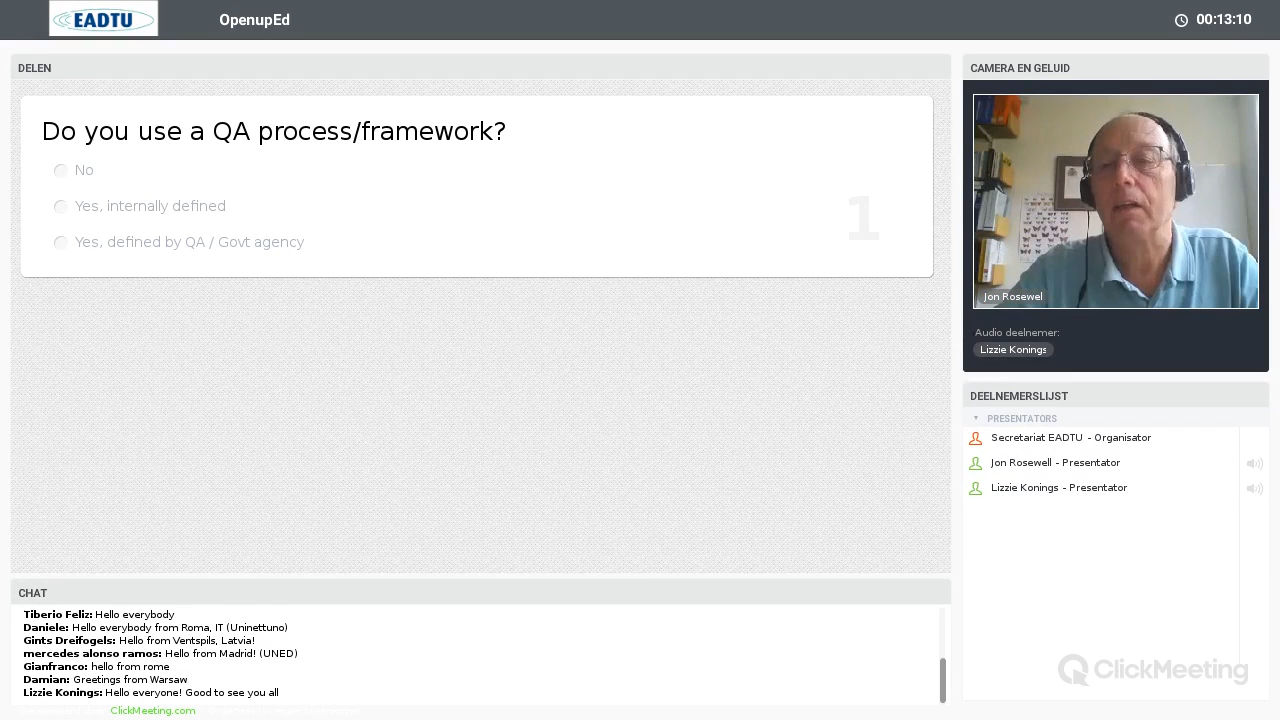 EADTU
OpenupEd
00:13:10
DELEN
Do you use a QA process/framework?
No
Yes, internally defined
Yes, defined by QA / Govt agency
1
CHAT
Tiberio Feliz: Hello everybody
Daniele: Hello everybody from Roma, IT (Uninettuno)
Gints Dreifogels: Hello from Ventspils, Latvia!
mercedes alonso ramos: Hello from Madrid! (UNED)
Gianfranco: hello from rome
Damian: Greetings from Warsaw
Lizzie Konings: Hello everyone! Good to see you all
ClickMeeting.com
CAMERA EN GELUID
Jon Rosewel
Audio deelnemer:
Lizzie Konings
DEELNEMERSLIJST
PRESENTATORS
Secretariat EADTU - Organisator
Jon Rosewell - Presentator
Lizzie Konings - Presentator
ClickMeeting